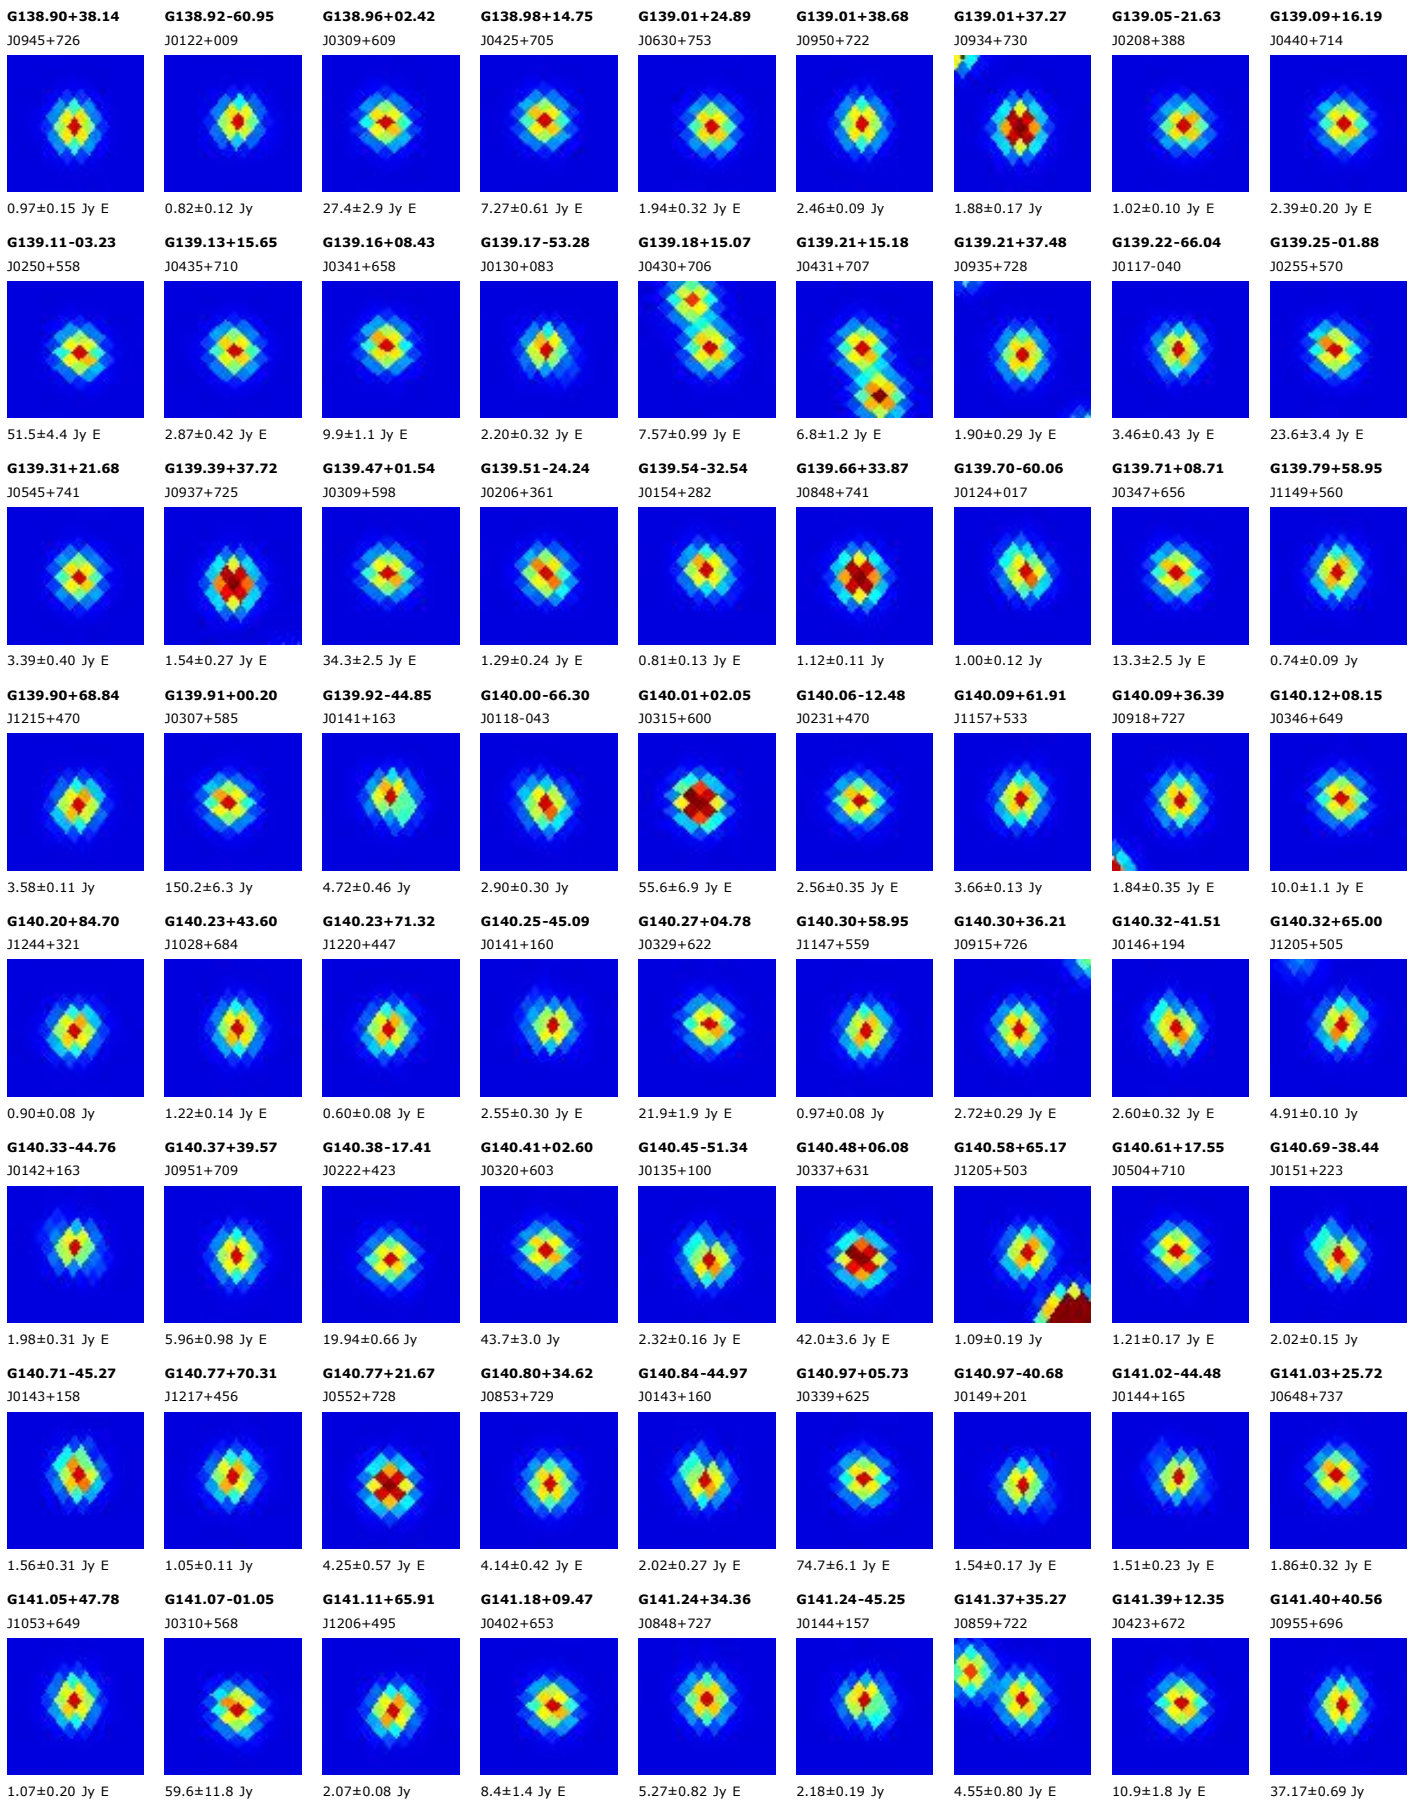 G138.90+38.14 G138.92-60.95 G138.96+02.42 G138.98+14.75 G139.01+24.89 G139.01+38.68 G139.01+37.27 G139.05-21.63 G139.09+16.19
J0945+726 J0122+009 J0309+609 J0425+705 J0630+753 J0950+722 J0934+730 J0208+388 J0440+714
0.97±0.15 Jy E 0.82±0.12 Jy 27.4±2.9 Jy E 7.27±0.61 Jy E 1.94±0.32 Jy E 2.46±0.09 Jy 1.88±0.17 Jy 1.02±0.10 Jy E 2.39±0.20 Jy E
G139.11-03.23 G139.13+15.65 G139.16+08.43 G139.17-53.28 G139.18+15.07 G139.21+15.18 G139.21+37.48 G139.22-66.04 G139.25-01.88
J0250+558 J0435+710 J0341+658 J0130+083 J0430+706 J0431+707 J0935+728 J0117-040 J0255+570
51.5±4.4 Jy E 2.87±0.42 Jy E 9.9±1.1 Jy E 2.20±0.32 Jy E 7.57±0.99 Jy E 6.8±1.2 Jy E 1.90±0.29 Jy E 3.46±0.43 Jy E 23.6±3.4 Jy E
G139.31+21.68 G139.39+37.72 G139.47+01.54 G139.51-24.24 G139.54-32.54 G139.66+33.87 G139.70-60.06 G139.71+08.71 G139.79+58.95
J0545+741 J0937+725 J0309+598 J0206+361 J0154+282 J0848+741 J0124+017 J0347+656 J1149+560
3.39±0.40 Jy E 1.54±0.27 Jy E 34.3±2.5 Jy E 1.29±0.24 Jy E 0.81±0.13 Jy E 1.12±0.11 Jy 1.00±0.12 Jy 13.3±2.5 Jy E 0.74±0.09 Jy
G139.90+68.84 G139.91+00.20 G139.92-44.85 G140.00-66.30 G140.01+02.05 G140.06-12.48 G140.09+61.91 G140.09+36.39 G140.12+08.15
J1215+470 J0307+585 J0141+163 J0118-043 J0315+600 J0231+470 J1157+533 J0918+727 J0346+649
3.58±0.11 Jy 150.2±6.3 Jy 4.72±0.46 Jy 2.90±0.30 Jy 55.6±6.9 Jy E 2.56±0.35 Jy E 3.66±0.13 Jy 1.84±0.35 Jy E 10.0±1.1 Jy E
G140.20+84.70 G140.23+43.60 G140.23+71.32 G140.25-45.09 G140.27+04.78 G140.30+58.95 G140.30+36.21 G140.32-41.51 G140.32+65.00
J1244+321 J1028+684 J1220+447 J0141+160 J0329+622 J1147+559 J0915+726 J0146+194 J1205+505
0.90±0.08 Jy 1.22±0.14 Jy E 0.60±0.08 Jy E 2.55±0.30 Jy E 21.9±1.9 Jy E 0.97±0.08 Jy 2.72±0.29 Jy E 2.60±0.32 Jy E 4.91±0.10 Jy
G140.33-44.76 G140.37+39.57 G140.38-17.41 G140.41+02.60 G140.45-51.34 G140.48+06.08 G140.58+65.17 G140.61+17.55 G140.69-38.44
J0142+163 J0951+709 J0222+423 J0320+603 J0135+100 J0337+631 J1205+503 J0504+710 J0151+223
1.98±0.31 Jy E 5.96±0.98 Jy E 19.94±0.66 Jy 43.7±3.0 Jy 2.32±0.16 Jy E 42.0±3.6 Jy E 1.09±0.19 Jy 1.21±0.17 Jy E 2.02±0.15 Jy
G140.71-45.27 G140.77+70.31 G140.77+21.67 G140.80+34.62 G140.84-44.97 G140.97+05.73 G140.97-40.68 G141.02-44.48 G141.03+25.72
J0143+158 J1217+456 J0552+728 J0853+729 J0143+160 J0339+625 J0149+201 J0144+165 J0648+737
1.56±0.31 Jy E 1.05±0.11 Jy 4.25±0.57 Jy E 4.14±0.42 Jy E 2.02±0.27 Jy E 74.7±6.1 Jy E 1.54±0.17 Jy E 1.51±0.23 Jy E 1.86±0.32 Jy E
G141.05+47.78 G141.07-01.05 G141.11+65.91 G141.18+09.47 G141.24+34.36 G141.24-45.25 G141.37+35.27 G141.39+12.35 G141.40+40.56
J1053+649 J0310+568 J1206+495 J0402+653 J0848+727 J0144+157 J0859+722 J0423+672 J0955+696
1.07±0.20 Jy E 59.6±11.8 Jy 2.07±0.08 Jy 8.4±1.4 Jy E 5.27±0.82 Jy E 2.18±0.19 Jy 4.55±0.80 Jy E 10.9±1.8 Jy E 37.17±0.69 Jy